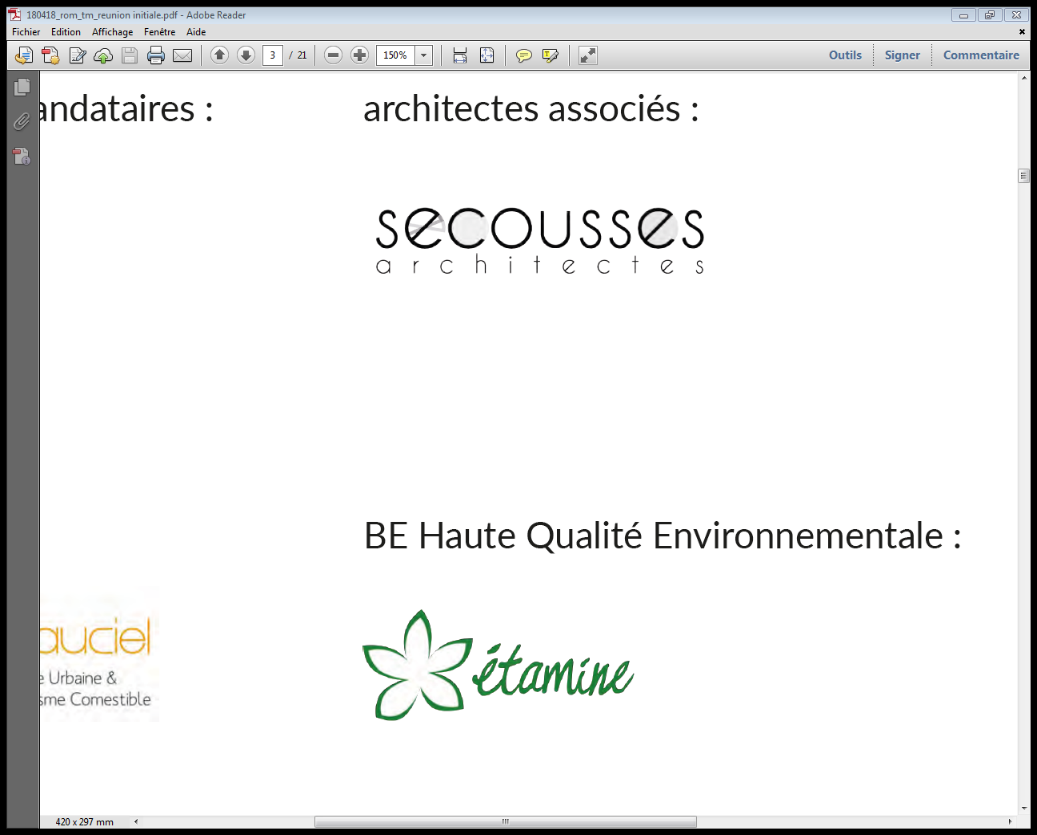 180418_rom_tm_reunion initiale.pdf - Adobe Reader
Fichier Edition Affichage Fenêtre Aide
3 / 21 150% Outils Signer Commentaire
andataires :
architectes associés :
secousses
architectes
BE Haute Qualité Environnementale :
auciel
e Urbaine &
sme Comestible
étamine
420 x 297 mm